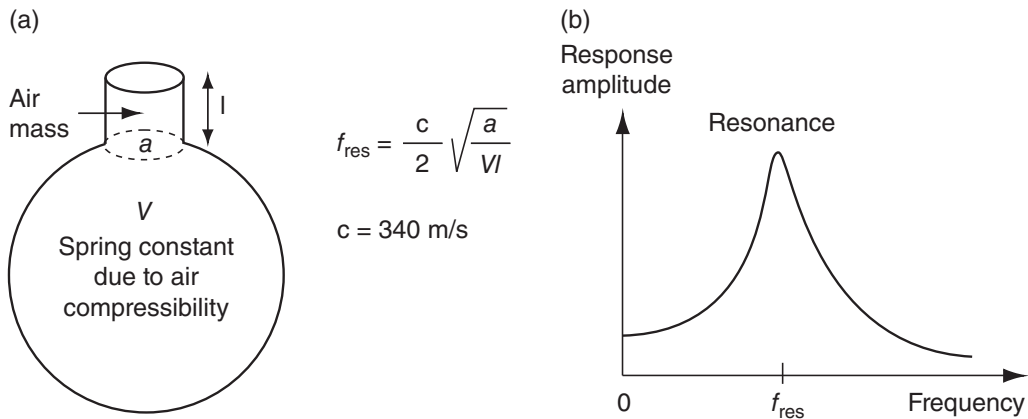 (a)
Air
mass
l
a
V
Spring constant
due to air
compressibility
f_res = c/2 √(a/Vl)
c = 340 m/s
(b)
Response
amplitude
Resonance
0
f_res
Frequency